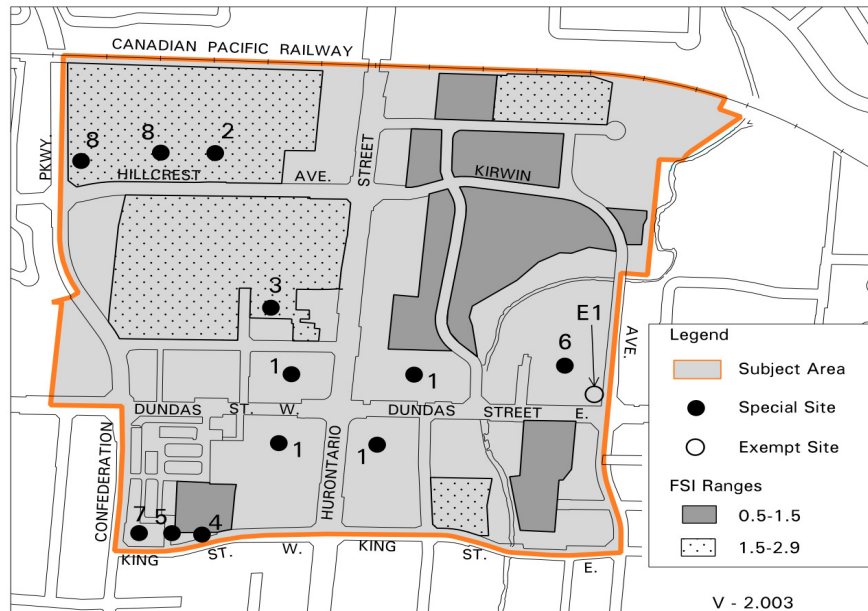 CANADIAN PACIFIC RAILWAY
PKWY.
8
8
2
HILLCREST AVE.
STREET
KIRWIN
3
E1
6
AVE.
1
1
DUNDAS ST. W.
DUNDAS STREET E.
CONFEDERATION
HURONTARIO
1
1
7
5
4
KING ST. W.
KING ST. E.
Legend
Subject Area
Special Site
Exempt Site
FSI Ranges
0.5-1.5
1.5-2.9
V - 2.003